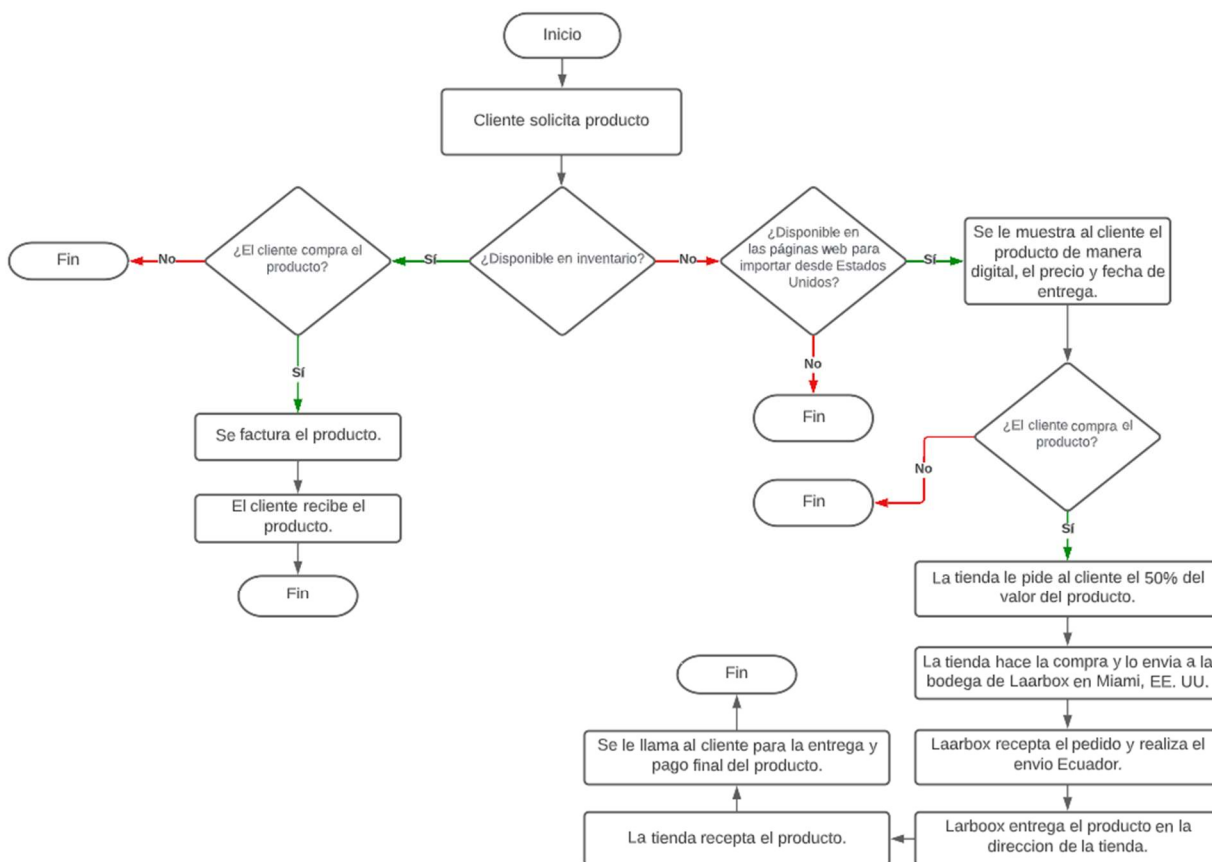 Inicio
Cliente solicita producto
¿El cliente compra el
producto?
¿Disponible en inventario?
¿Disponible en
las páginas web para
importar desde Estados
Unidos?
Se le muestra al cliente el
producto de manera
digital, el precio y fecha de
entrega.
Fin
No
Sí
No
Sí
Sí
No
Fin
¿El cliente compra el
producto?
No
Fin
Sí
Se factura el producto.
El cliente recibe el
producto.
Fin
La tienda le pide al cliente el 50% del
valor del producto.
La tienda hace la compra y lo envia a la
bodega de Laarbox en Miami, EE. UU.
Laarbox recepta el pedido y realiza el
envio Ecuador.
Larboox entrega el producto en la
direccion de la tienda.
La tienda recepta el producto.
Se le llama al cliente para la entrega y
pago final del producto.
Fin